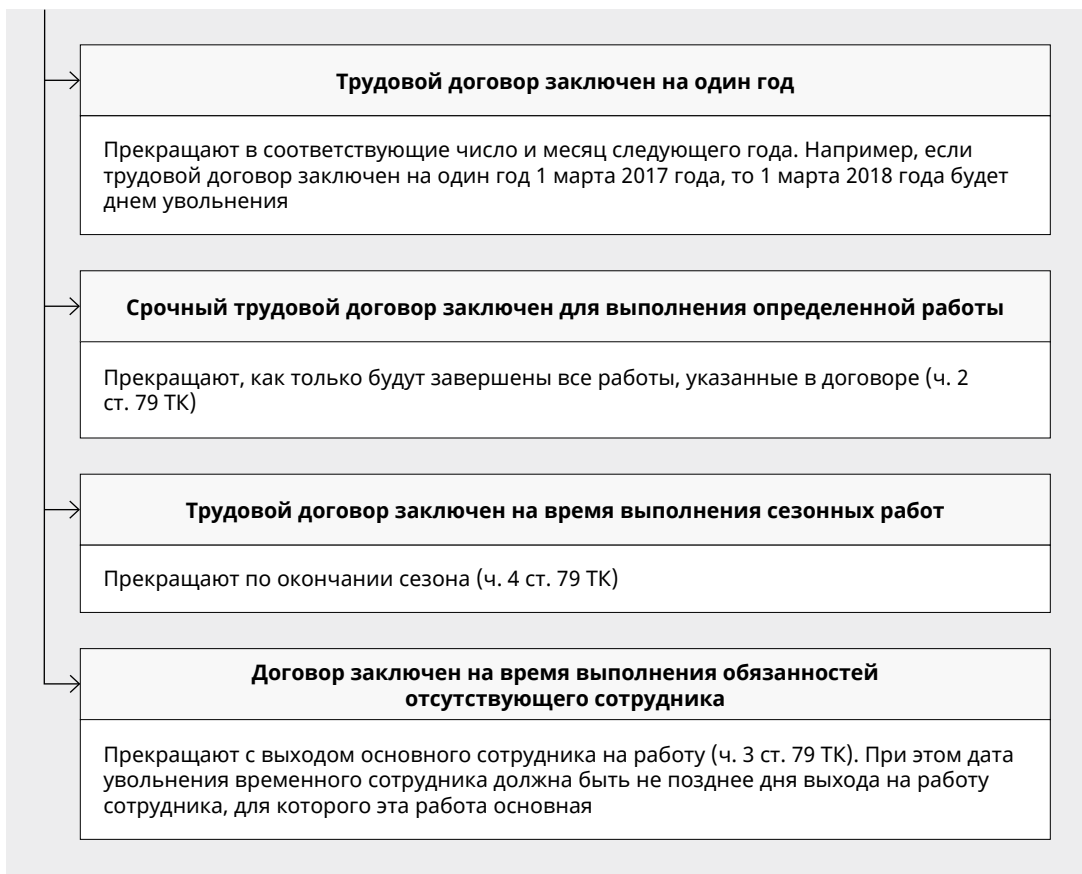 Трудовой договор заключен на один год
Прекращают в соответствующие число и месяц следующего года. Например, если
трудовой договор заключен на один год 1 марта 2017 года, то 1 марта 2018 года будет
днем увольнения
Срочный трудовой договор заключен для выполнения определенной работы
Прекращают, как только будут завершены все работы, указанные в договоре (ч. 2
ст. 79 ТК)
Трудовой договор заключен на время выполнения сезонных работ
Прекращают по окончании сезона (ч. 4 ст. 79 ТК)
Договор заключен на время выполнения обязанностей
отсутствующего сотрудника
Прекращают с выходом основного сотрудника на работу (ч. 3 ст. 79 ТК). При этом дата
увольнения временного сотрудника должна быть не позднее дня выхода на работу
сотрудника, для которого эта работа основная